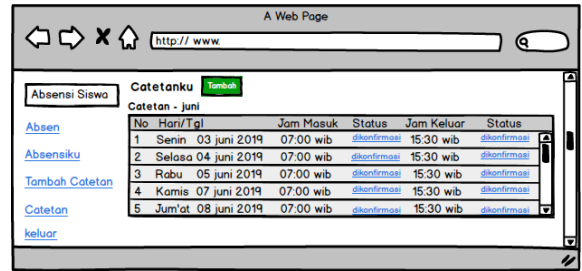 A Web Page
http:// www.
Absensi Siswa
Absen
Absensiku
Tambah Catetan
Catetan
keluar
Catetanku Tambah
Catetan - juni
No Hari/Tgl Jam Masuk Status Jam Keluar Status
1 Senin 03 juni 2019 07:00 wib dikonfirmasi 15:30 wib dikonfirmasi
2 Selasa 04 juni 2019 07:00 wib dikonfirmasi 15:30 wib dikonfirmasi
3 Rabu 05 juni 2019 07:00 wib dikonfirmasi 15:30 wib dikonfirmasi
4 Kamis 07 juni 2019 07:00 wib dikonfirmasi 15:30 wib dikonfirmasi
5 Jum'at 08 juni 2019 07:00 wib dikonfirmasi 15:30 wib dikonfirmasi